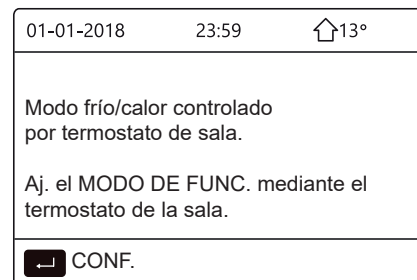 01-01-2018 23:59 13°
Modo frío/calor controlado
por termostato de sala.
Aj. el MODO DE FUNC. mediante el
termostato de la sala.
CONF.